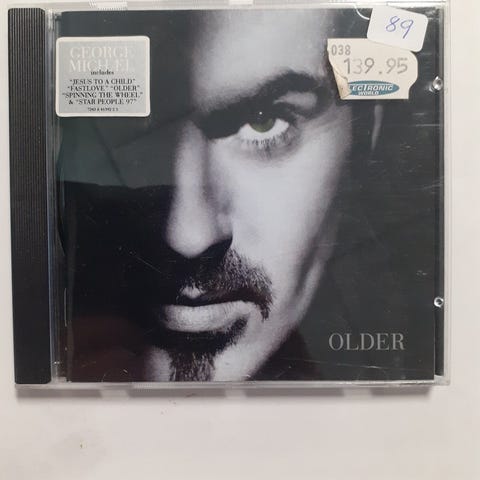 GEORGE
MICHAEL
includes
"JESUS TO A CHILD"
"FASTLOVE" "OLDER"
"SPINNING THE WHEEL"
& "STAR PEOPLE 97"
89
038
139.95
ELECTRONIC
WORLD
OLDER